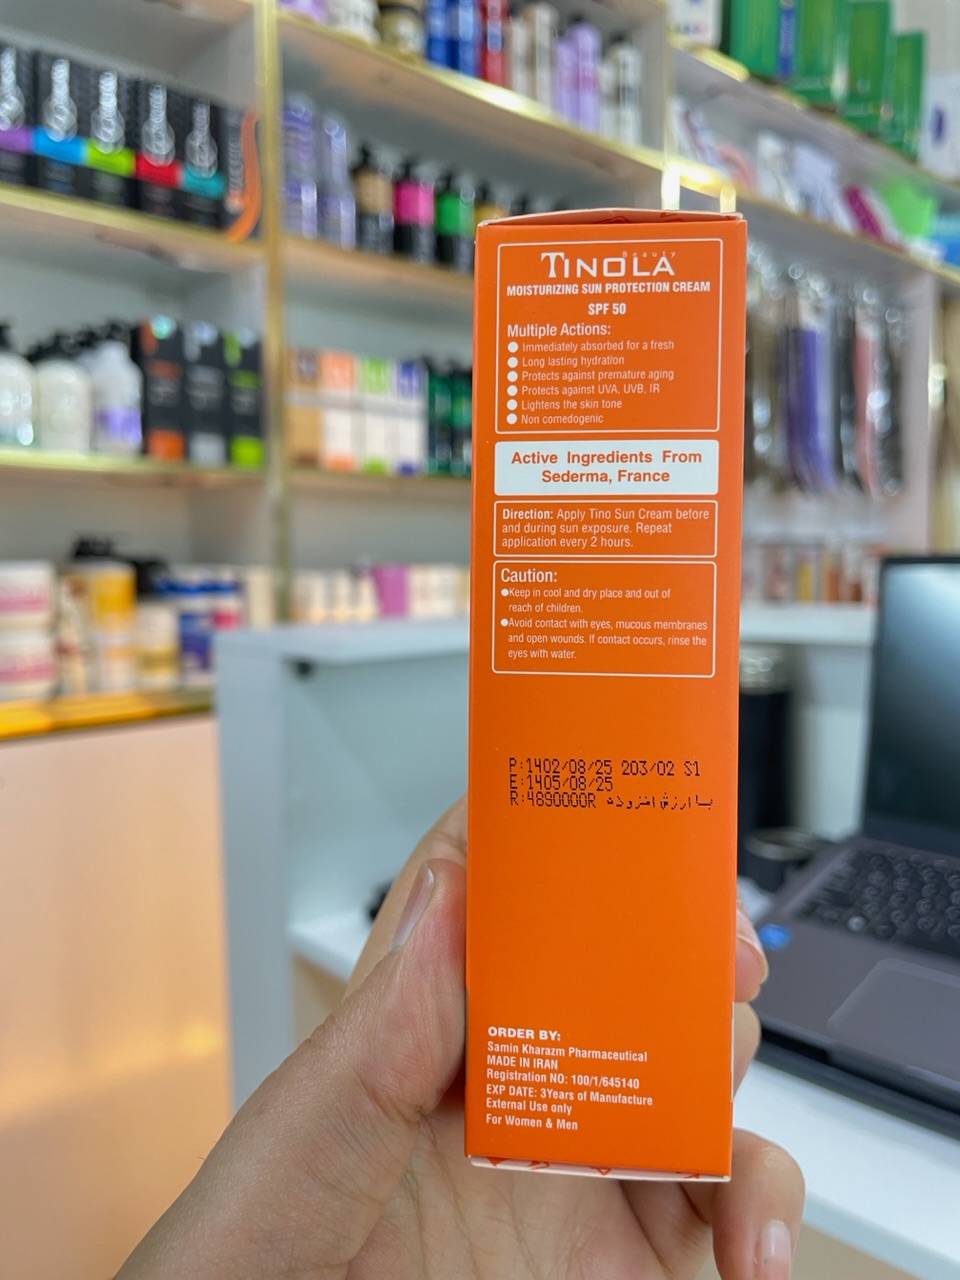 Beauty
TINOLA
MOISTURIZING SUN PROTECTION CREAM
SPF 50
Multiple Actions:
Immediately absorbed for a fresh
Long lasting hydration
Protects against premature aging
Protects against UVA, UVB, IR
Lightens the skin tone
Non comedogenic
Active Ingredients From
Sederma, France
Direction: Apply Tino Sun Cream before
and during sun exposure. Repeat
application every 2 hours.
Caution:
Keep in cool and dry place and out of
reach of children.
Avoid contact with eyes, mucous membranes
and open wounds. If contact occurs, rinse the
eyes with water.
P:1402/08/25 203/02 S1
E:1405/08/25
R:4890000R با ارزش افزوده
ORDER BY:
Samin Kharazm Pharmaceutical
MADE IN IRAN
Registration NO: 100/1/645140
EXP DATE: 3Years of Manufacture
External Use only
For Women & Men